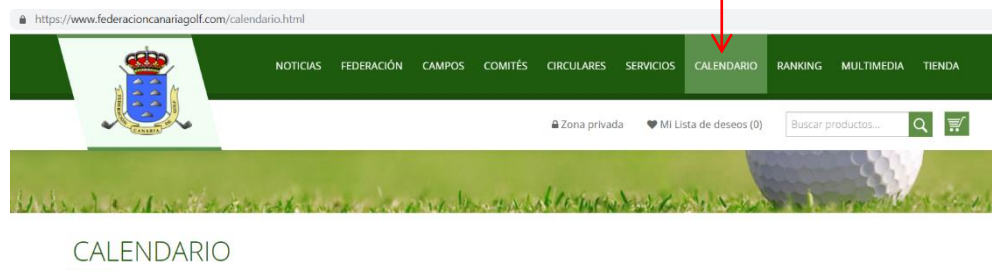 https://www.federacioncanariagolf.com/calendario.html
NOTICIAS FEDERACIÓN CAMPOS COMITÉS CIRCULARES SERVICIOS CALENDARIO RANKING MULTIMEDIA TIENDA
Zona privada MI Lista de deseos (0) Buscar productos...
CALENDARIO